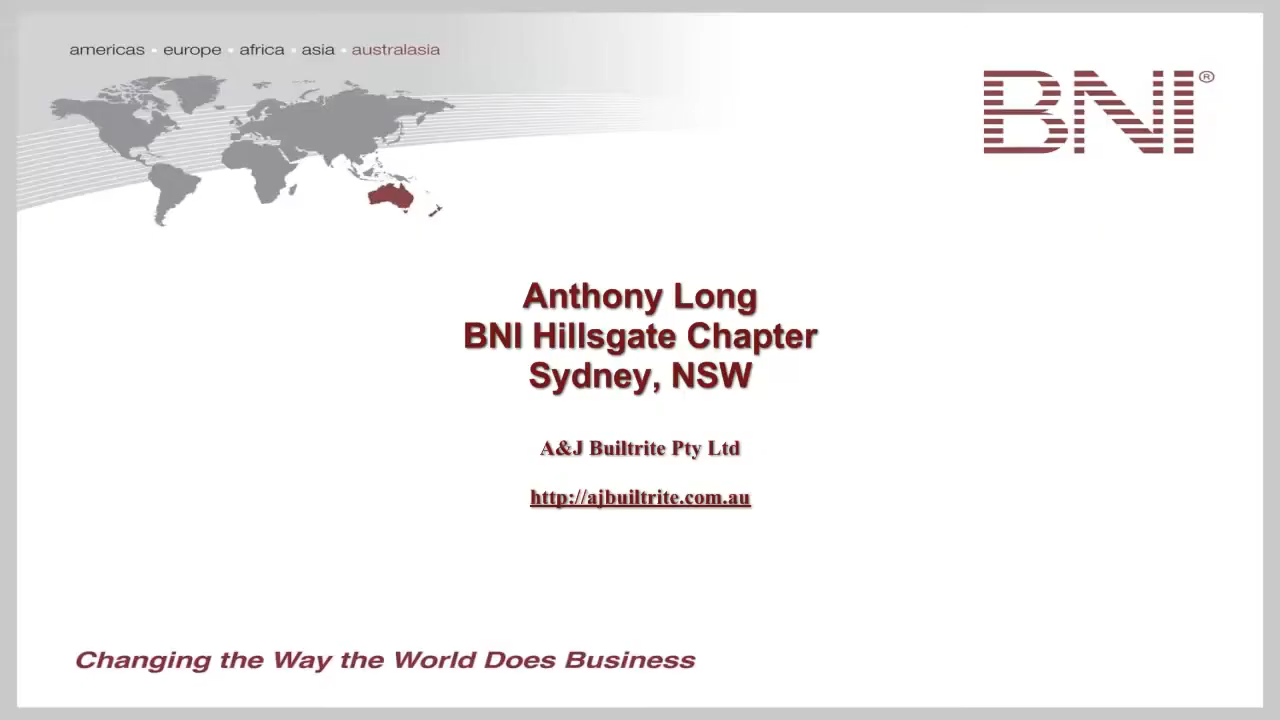 americas • europe • africa • asia • australasia
BNI®
Anthony Long
BNI Hillsgate Chapter
Sydney, NSW
A&J Builtrite Pty Ltd
http://ajbuiltrite.com.au
Changing the Way the World Does Business